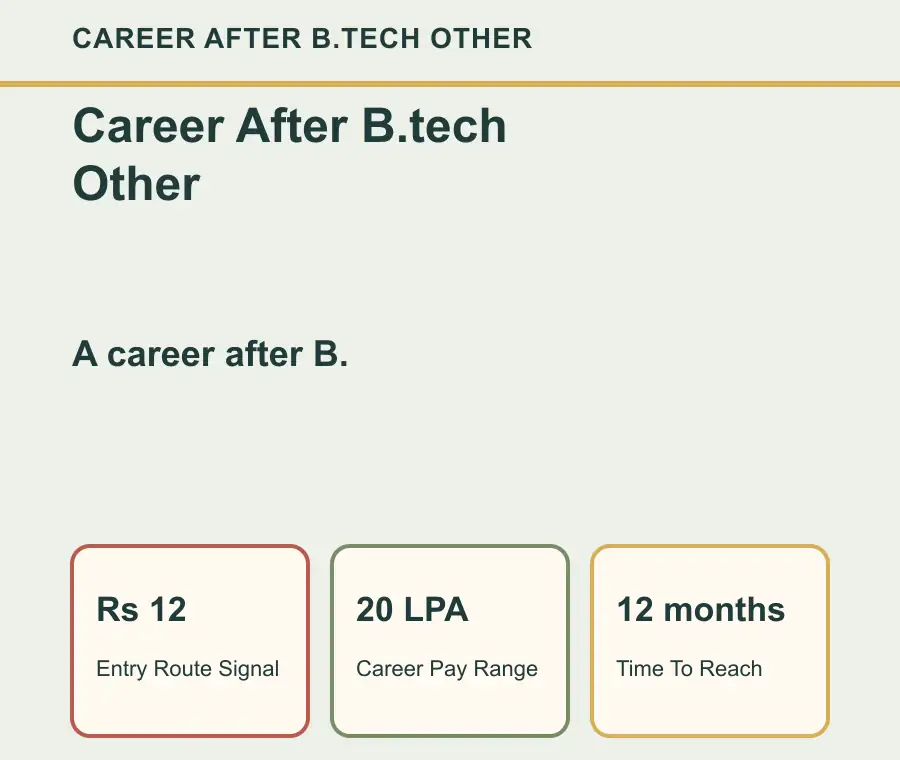 CAREER AFTER B.TECH OTHER
Career After B.tech
Other
A career after B.
Rs 12
Entry Route Signal
20 LPA
Career Pay Range
12 months
Time To Reach